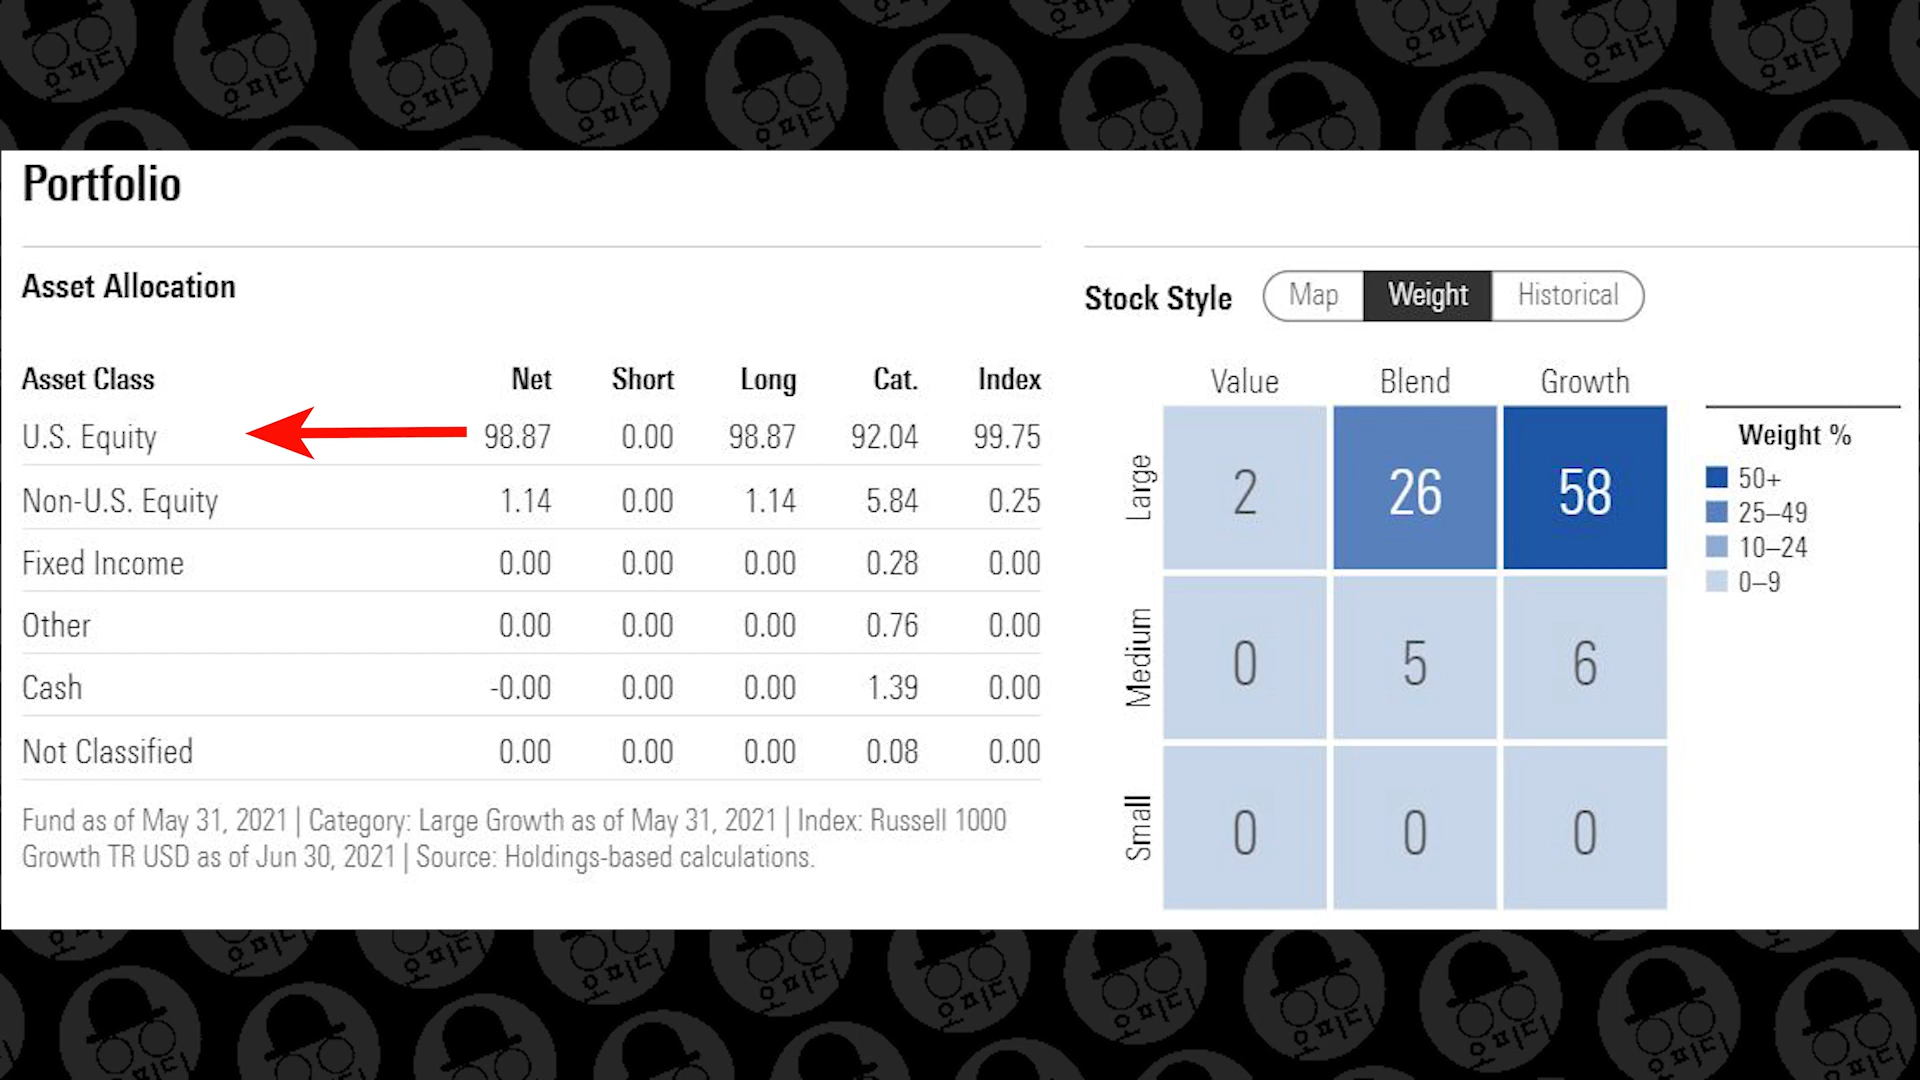 Portfolio
Asset Allocation
Asset Class Net Short Long Cat. Index
U.S. Equity 98.87 0.00 98.87 92.04 99.75
Non-U.S. Equity 1.14 0.00 1.14 5.84 0.25
Fixed Income 0.00 0.00 0.00 0.28 0.00
Other 0.00 0.00 0.00 0.76 0.00
Cash -0.00 0.00 0.00 1.39 0.00
Not Classified 0.00 0.00 0.00 0.08 0.00
Fund as of May 31, 2021 | Category: Large Growth as of May 31, 2021 | Index: Russell 1000
Growth TR USD as of Jun 30, 2021 | Source: Holdings-based calculations.
Stock Style Map Weight Historical
Value Blend Growth
Large 2 26 58
Medium 0 5 6
Small 0 0 0
Weight %
50+
25–49
10–24
0–9
오피디